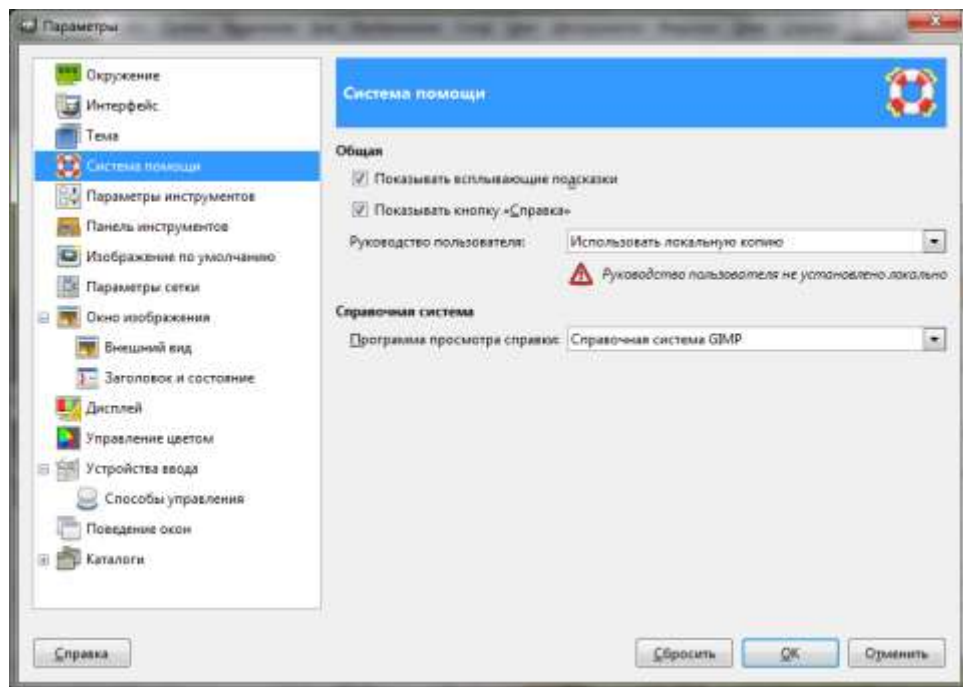 Параметры
Окружение
Интерфейс
Тема
Система помощи
Параметры инструментов
Панель инструментов
Изображение по умолчанию
Параметры сетки
Окно изображения
Внешний вид
Заголовок и состояние
Дисплей
Управление цветом
Устройства ввода
Способы управления
Поведение окон
Каталоги
Система помощи
Общая
Показывать всплывающие подсказки
Показывать кнопку «Справка»
Руководство пользователя: Использовать локальную копию
Руководство пользователя не установлено локально
Справочная система
Программа просмотра справки: Справочная система GIMP
Справка
Сбросить
OK
Отменить